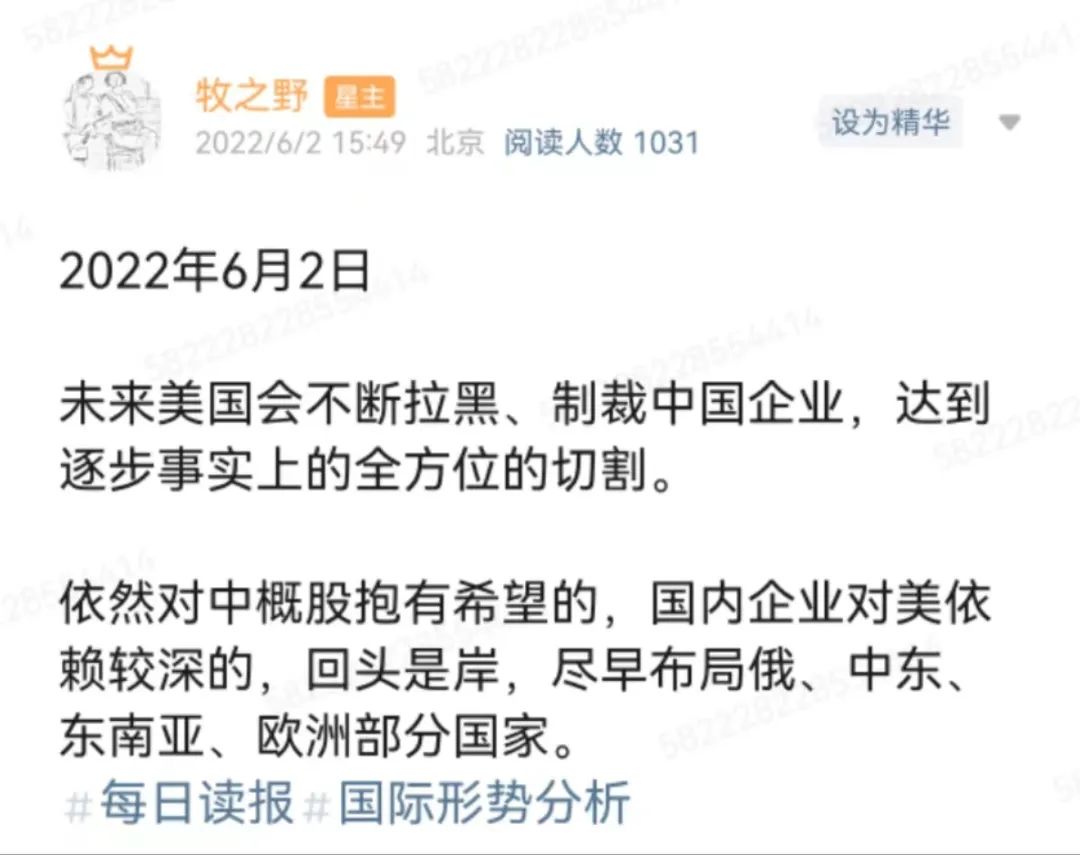 牧之野 星主
2022/6/2 15:49 北京 阅读人数 1031
设为精华
2022年6月2日
未来美国会不断拉黑、制裁中国企业，达到
逐步事实上的全方位的切割。
依然对中概股抱有希望的，国内企业对美依
赖较深的，回头是岸，尽早布局俄、中东、
东南亚、欧洲部分国家。
#每日读报 #国际形势分析